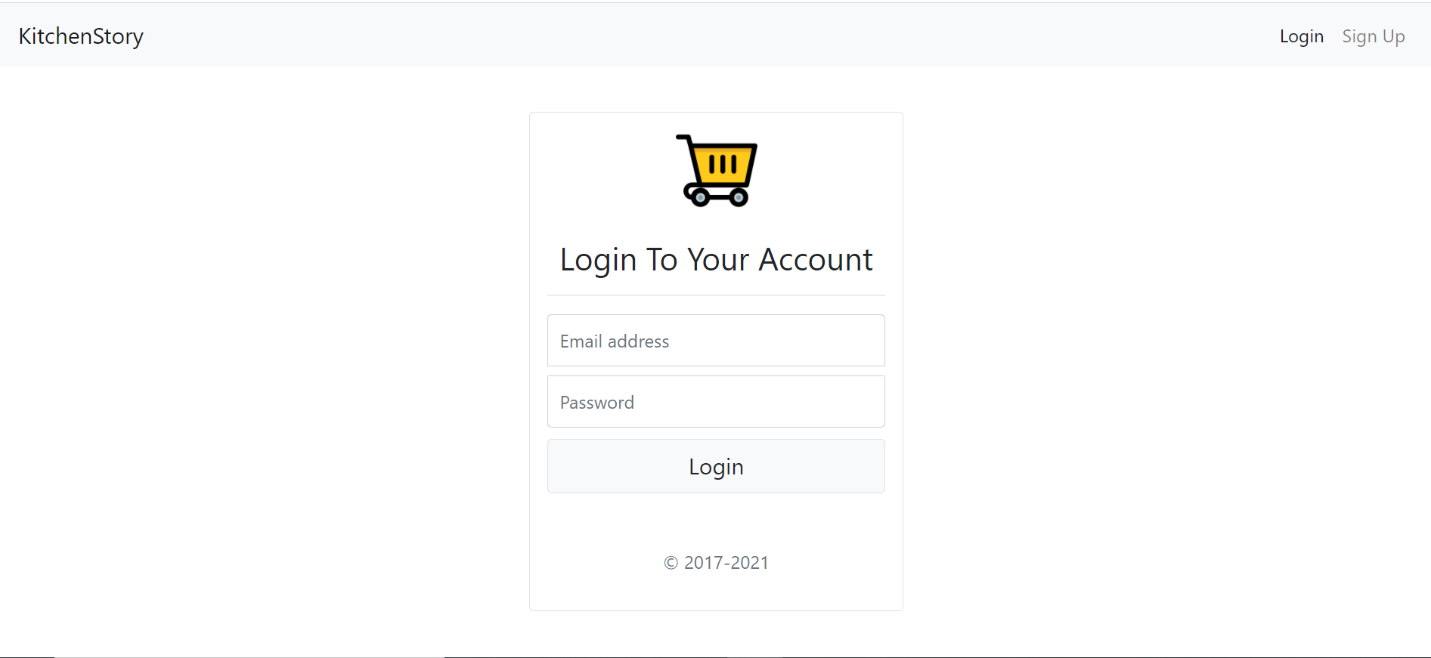 KitchenStory
Login Sign Up
Login To Your Account
Email address
Password
Login
© 2017-2021